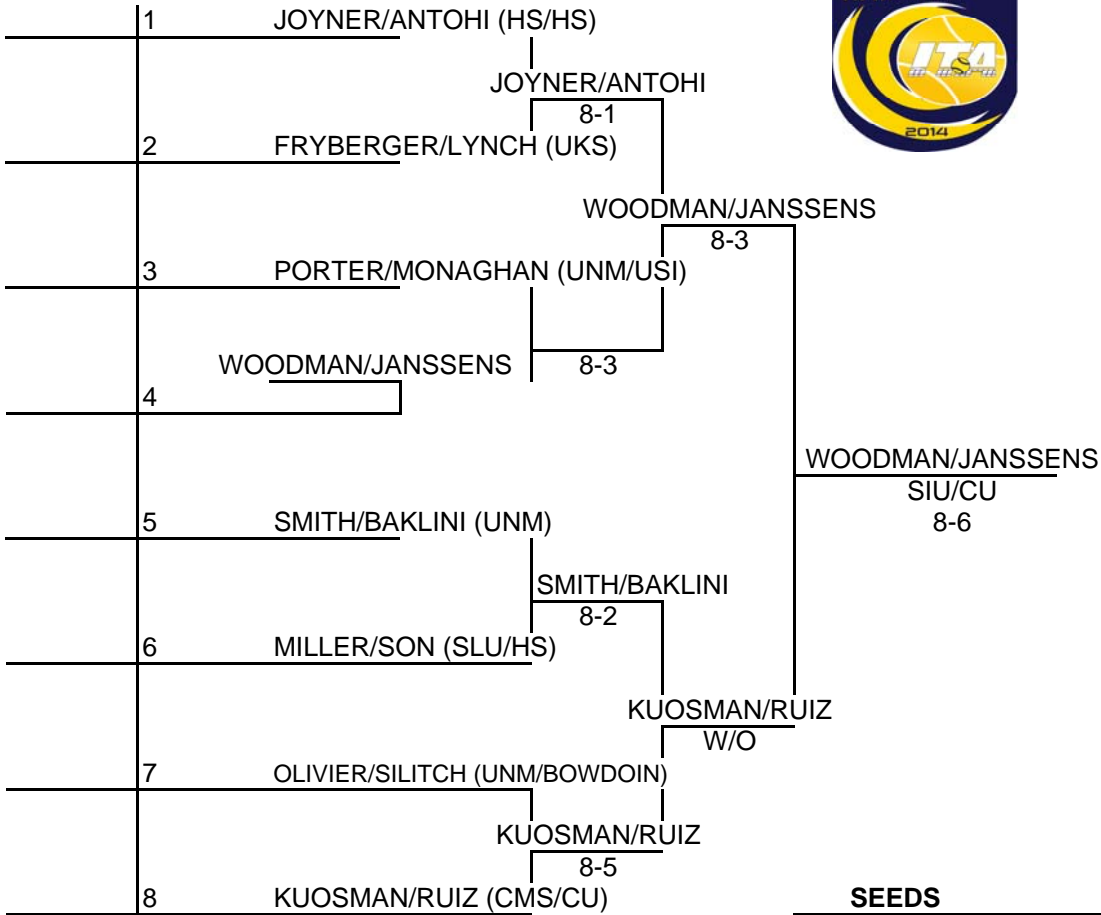 1 JOYNER/ANTOHI (HS/HS)
ITA
JOYNER/ANTOHI
8-1
2014
2 FRYBERGER/LYNCH (UKS)
WOODMAN/JANSSENS
8-3
3 PORTER/MONAGHAN (UNM/USI)
WOODMAN/JANSSENS 8-3
4
WOODMAN/JANSSENS
SIU/CU
5 SMITH/BAKLINI (UNM) 8-6
SMITH/BAKLINI
8-2
6 MILLER/SON (SLU/HS)
KUOSMAN/RUIZ
W/O
7 OLIVIER/SILITCH (UNM/BOWDOIN)
KUOSMAN/RUIZ
8-5
8 KUOSMAN/RUIZ (CMS/CU) SEEDS